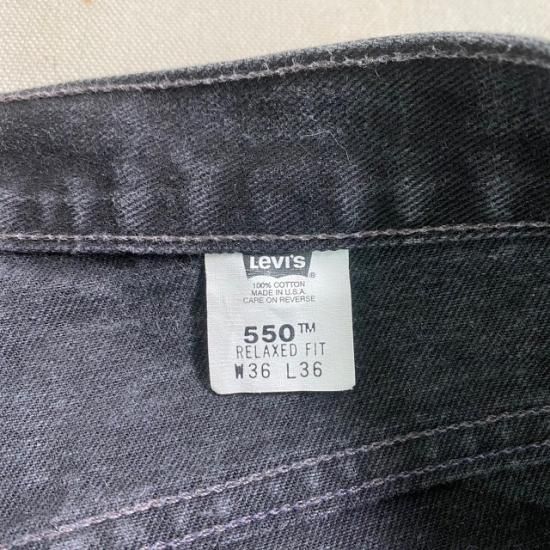 Levi's
®
100% COTTON
MADE IN U.S.A.
CARE ON REVERSE
550™
RELAXED FIT
W36 L36